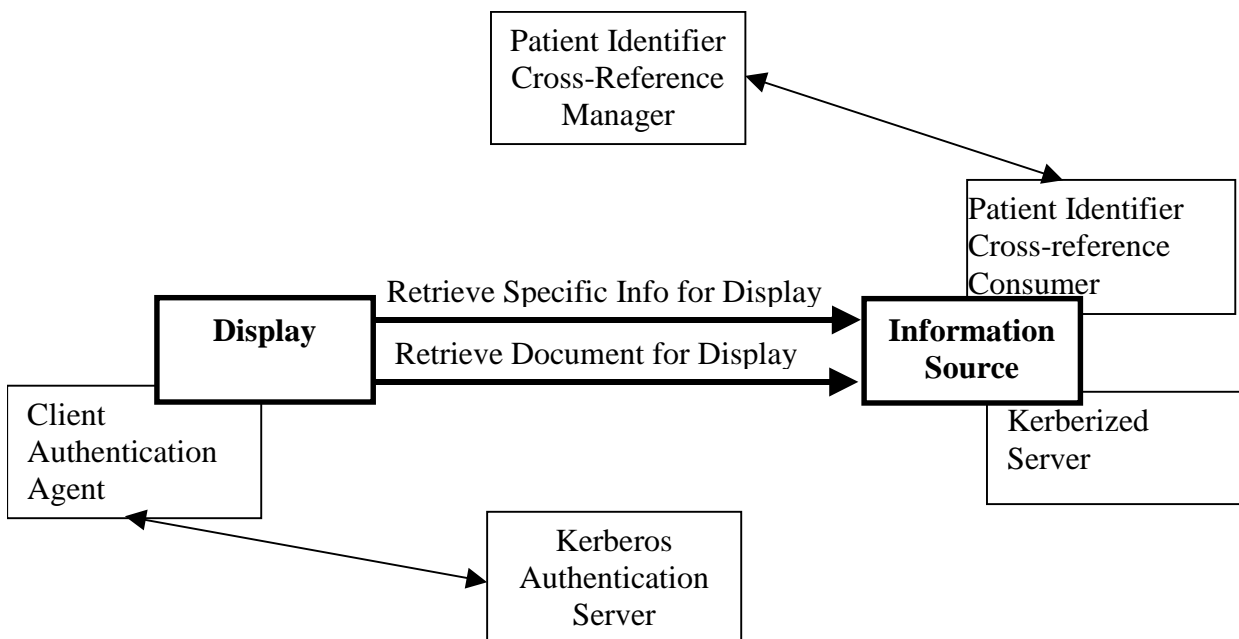 Patient Identifier
Cross-Reference
Manager
Patient Identifier
Cross-reference
Consumer
Retrieve Specific Info for Display
Display
Information
Source
Retrieve Document for Display
Client
Authentication
Agent
Kerberized
Server
Kerberos
Authentication
Server